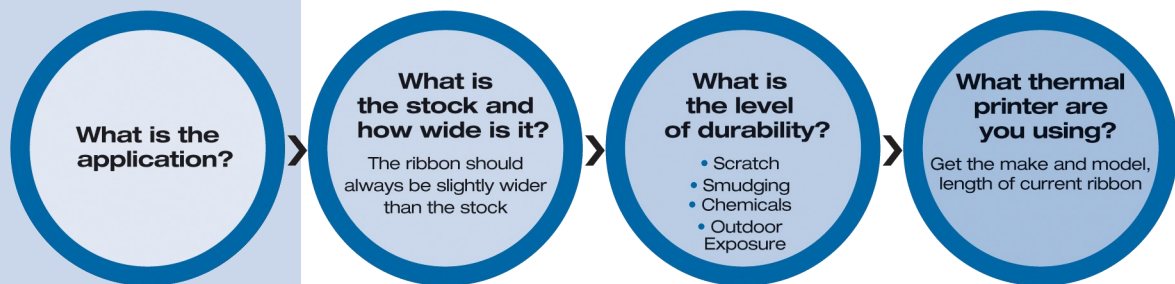 What is the
application?
What is
the stock and
how wide is it?
The ribbon should
always be slightly wider
than the stock
What is
the level
of durability?
• Scratch
• Smudging
• Chemicals
• Outdoor
Exposure
What thermal
printer are
you using?
Get the make and model,
length of current ribbon